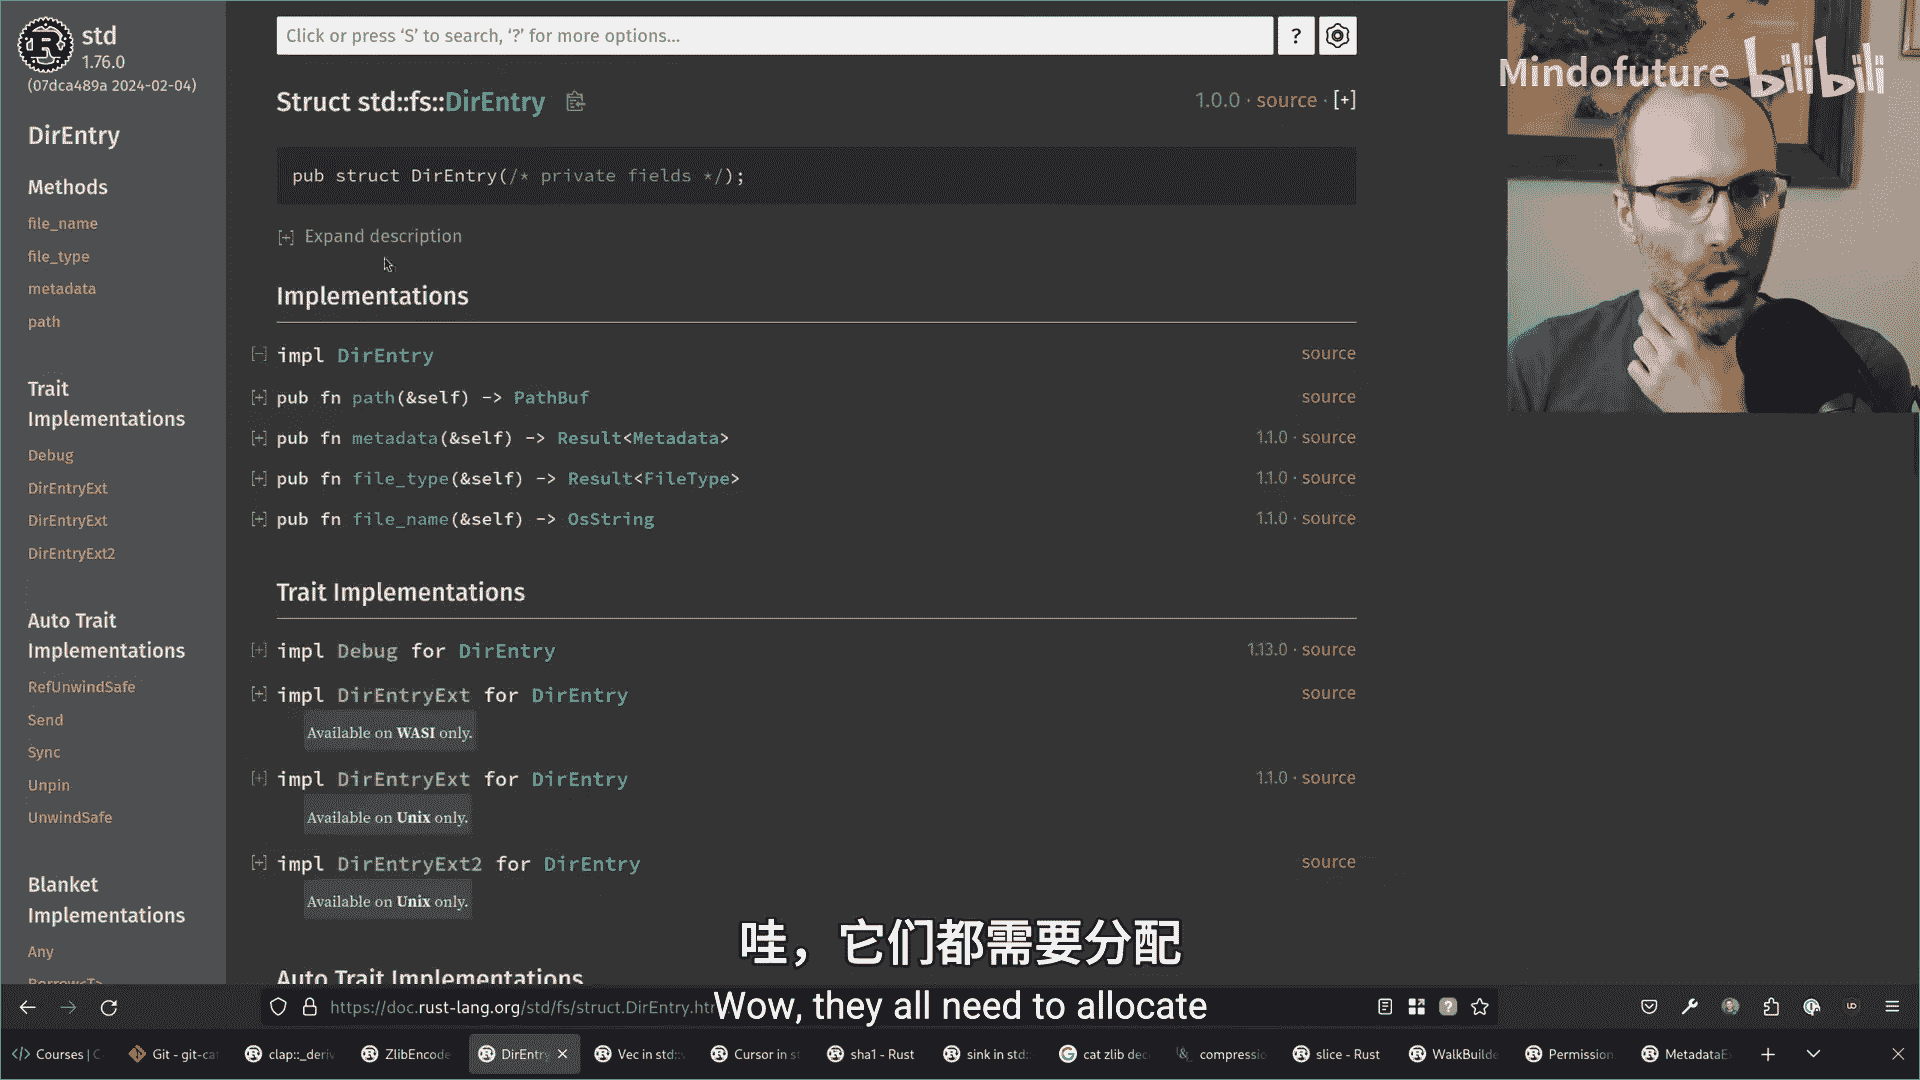 std
1.76.0
(07dca489a 2024-02-04)
DirEntry
Methods
file_name
file_type
metadata
path
Trait
Implementations
Debug
DirEntryExt
DirEntryExt
DirEntryExt2
Auto Trait
Implementations
RefUnwindSafe
Send
Sync
Unpin
UnwindSafe
Blanket
Implementations
Any
Click or press ‘S’ to search, ‘?’ for more options…
?
Struct std::fs::DirEntry
1.0.0 · source · [+]
pub struct DirEntry(/* private fields */);
[+] Expand description
Implementations
[-] impl DirEntry source
[+] pub fn path(&self) -> PathBuf source
[+] pub fn metadata(&self) -> Result<Metadata> 1.1.0 · source
[+] pub fn file_type(&self) -> Result<FileType> 1.1.0 · source
[+] pub fn file_name(&self) -> OsString 1.1.0 · source
Trait Implementations
[+] impl Debug for DirEntry 1.13.0 · source
[+] impl DirEntryExt for DirEntry source
Available on WASI only.
[+] impl DirEntryExt for DirEntry 1.1.0 · source
Available on Unix only.
[+] impl DirEntryExt2 for DirEntry source
Available on Unix only.
Auto Trait Implementations
Mindofuture bilibili
哇，它们都需要分配
Wow, they all need to allocate
https://doc.rust-lang.org/std/fs/struct.DirEntry.ht
Courses | C Git - git-cat clap::_deriv ZlibEncode DirEntry Vec in std:: Cursor in st sha1 - Rust sink in std: cat zlib dec compressio slice - Rust WalkBuilde Permission MetadataE